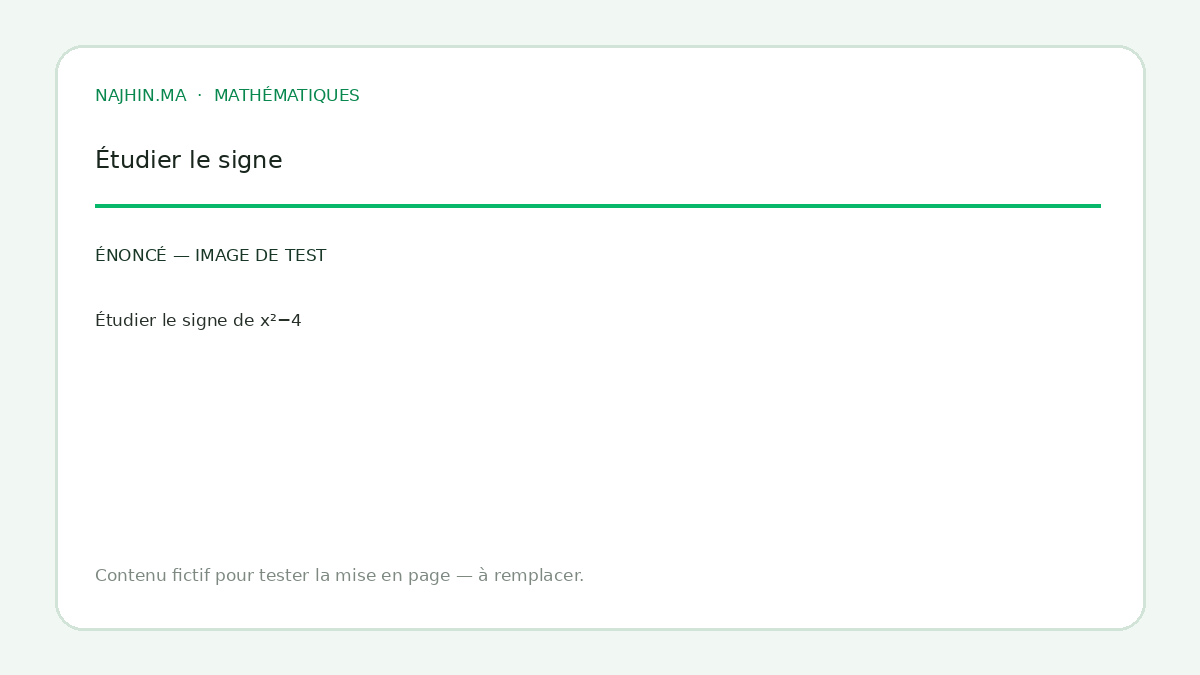 NAJHIN.MA · MATHÉMATIQUES
Étudier le signe
ÉNONCÉ — IMAGE DE TEST
Étudier le signe de x²−4
Contenu fictif pour tester la mise en page — à remplacer.